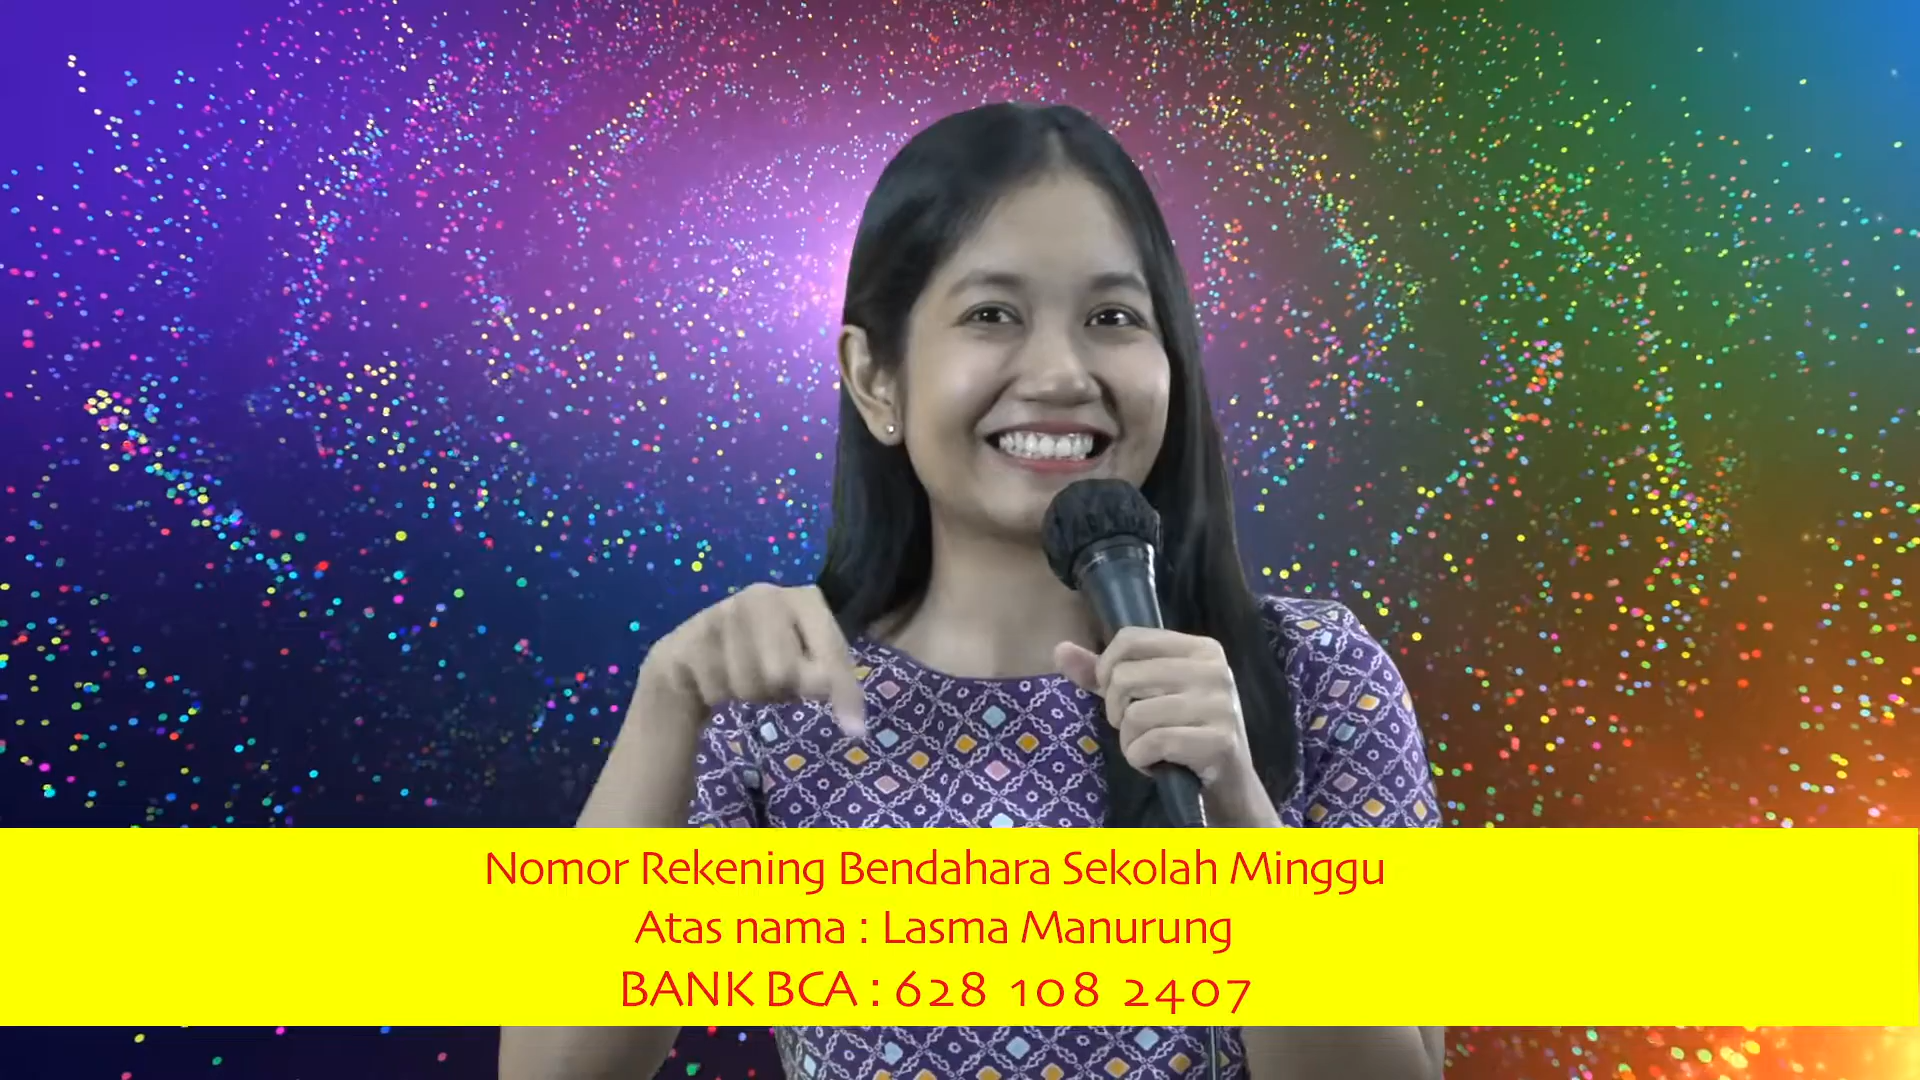 Nomor Rekening Bendahara Sekolah Minggu
Atas nama : Lasma Manurung
BANK BCA : 628 108 2407